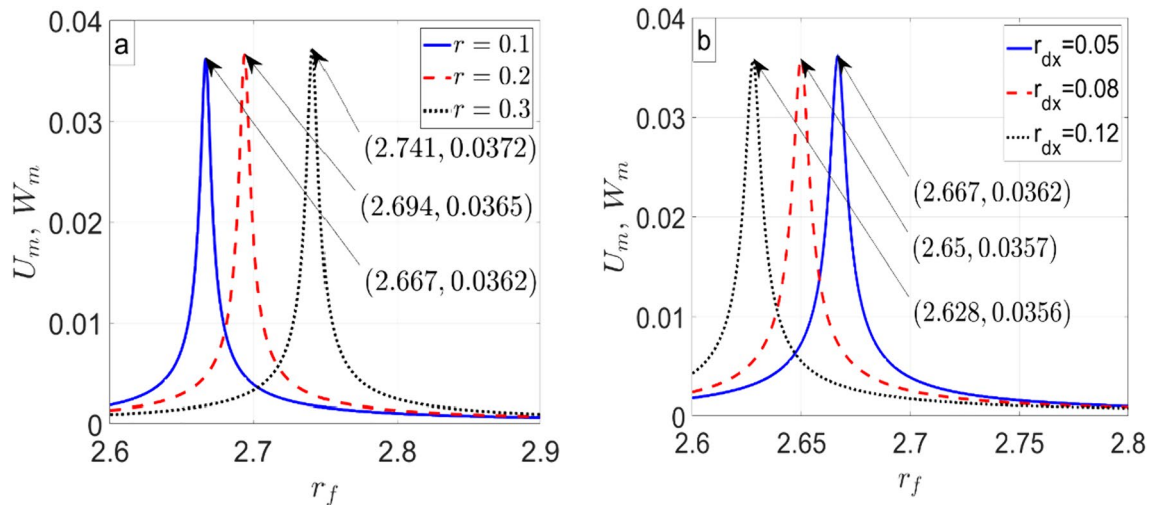 a
r = 0.1
r = 0.2
r = 0.3
(2.741, 0.0372)
(2.694, 0.0365)
(2.667, 0.0362)
0.04
0.03
0.02
0.01
0
2.6
2.7
2.8
2.9
U_m, W_m
r_f
b
r_dx=0.05
r_dx=0.08
r_dx=0.12
(2.667, 0.0362)
(2.65, 0.0357)
(2.628, 0.0356)
0.04
0.03
0.02
0.01
0
2.6
2.65
2.7
2.75
2.8
U_m, W_m
r_f